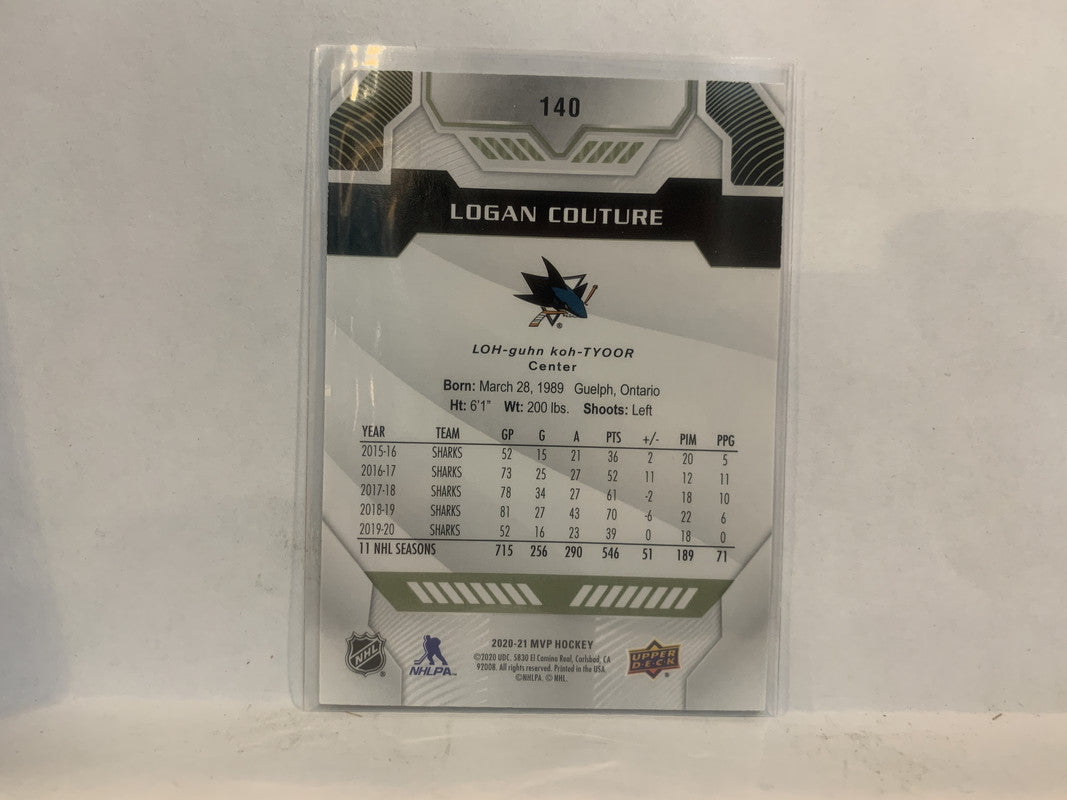 140
LOGAN COUTURE
®
LOH-guhn koh-TYOOR
Center
Born: March 28, 1989 Guelph, Ontario
Ht: 6'1" Wt: 200 lbs. Shoots: Left
YEAR TEAM GP G A PTS +/- PIM PPG
2015-16 SHARKS 52 15 21 36 2 20 5
2016-17 SHARKS 73 25 27 52 11 12 11
2017-18 SHARKS 78 34 27 61 -2 18 10
2018-19 SHARKS 81 27 43 70 -6 22 6
2019-20 SHARKS 52 16 23 39 0 18 0
11 NHL SEASONS 715 256 290 546 51 189 71
2020-21 MVP HOCKEY
©2020 UDC. 5830 El Camino Real, Carlsbad, CA
92008. All rights reserved. Printed in the USA.
©NHLPA. © NHL.
NHL ®
NHLPA™
UPPER DECK ®